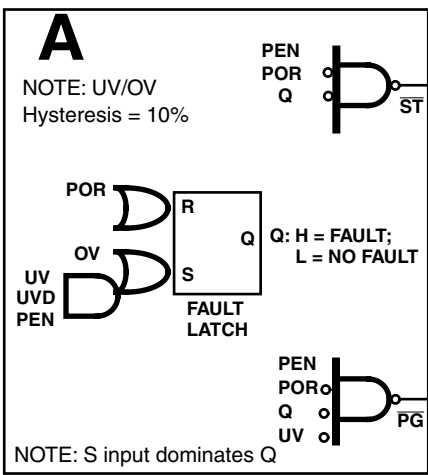 A
NOTE: UV/OV
Hysteresis = 10%
PEN
POR
Q
ST
POR
R
Q
Q: H = FAULT;
L = NO FAULT
OV
S
UV
UVD
PEN
FAULT
LATCH
PEN
POR
Q
UV
PG
NOTE: S input dominates Q